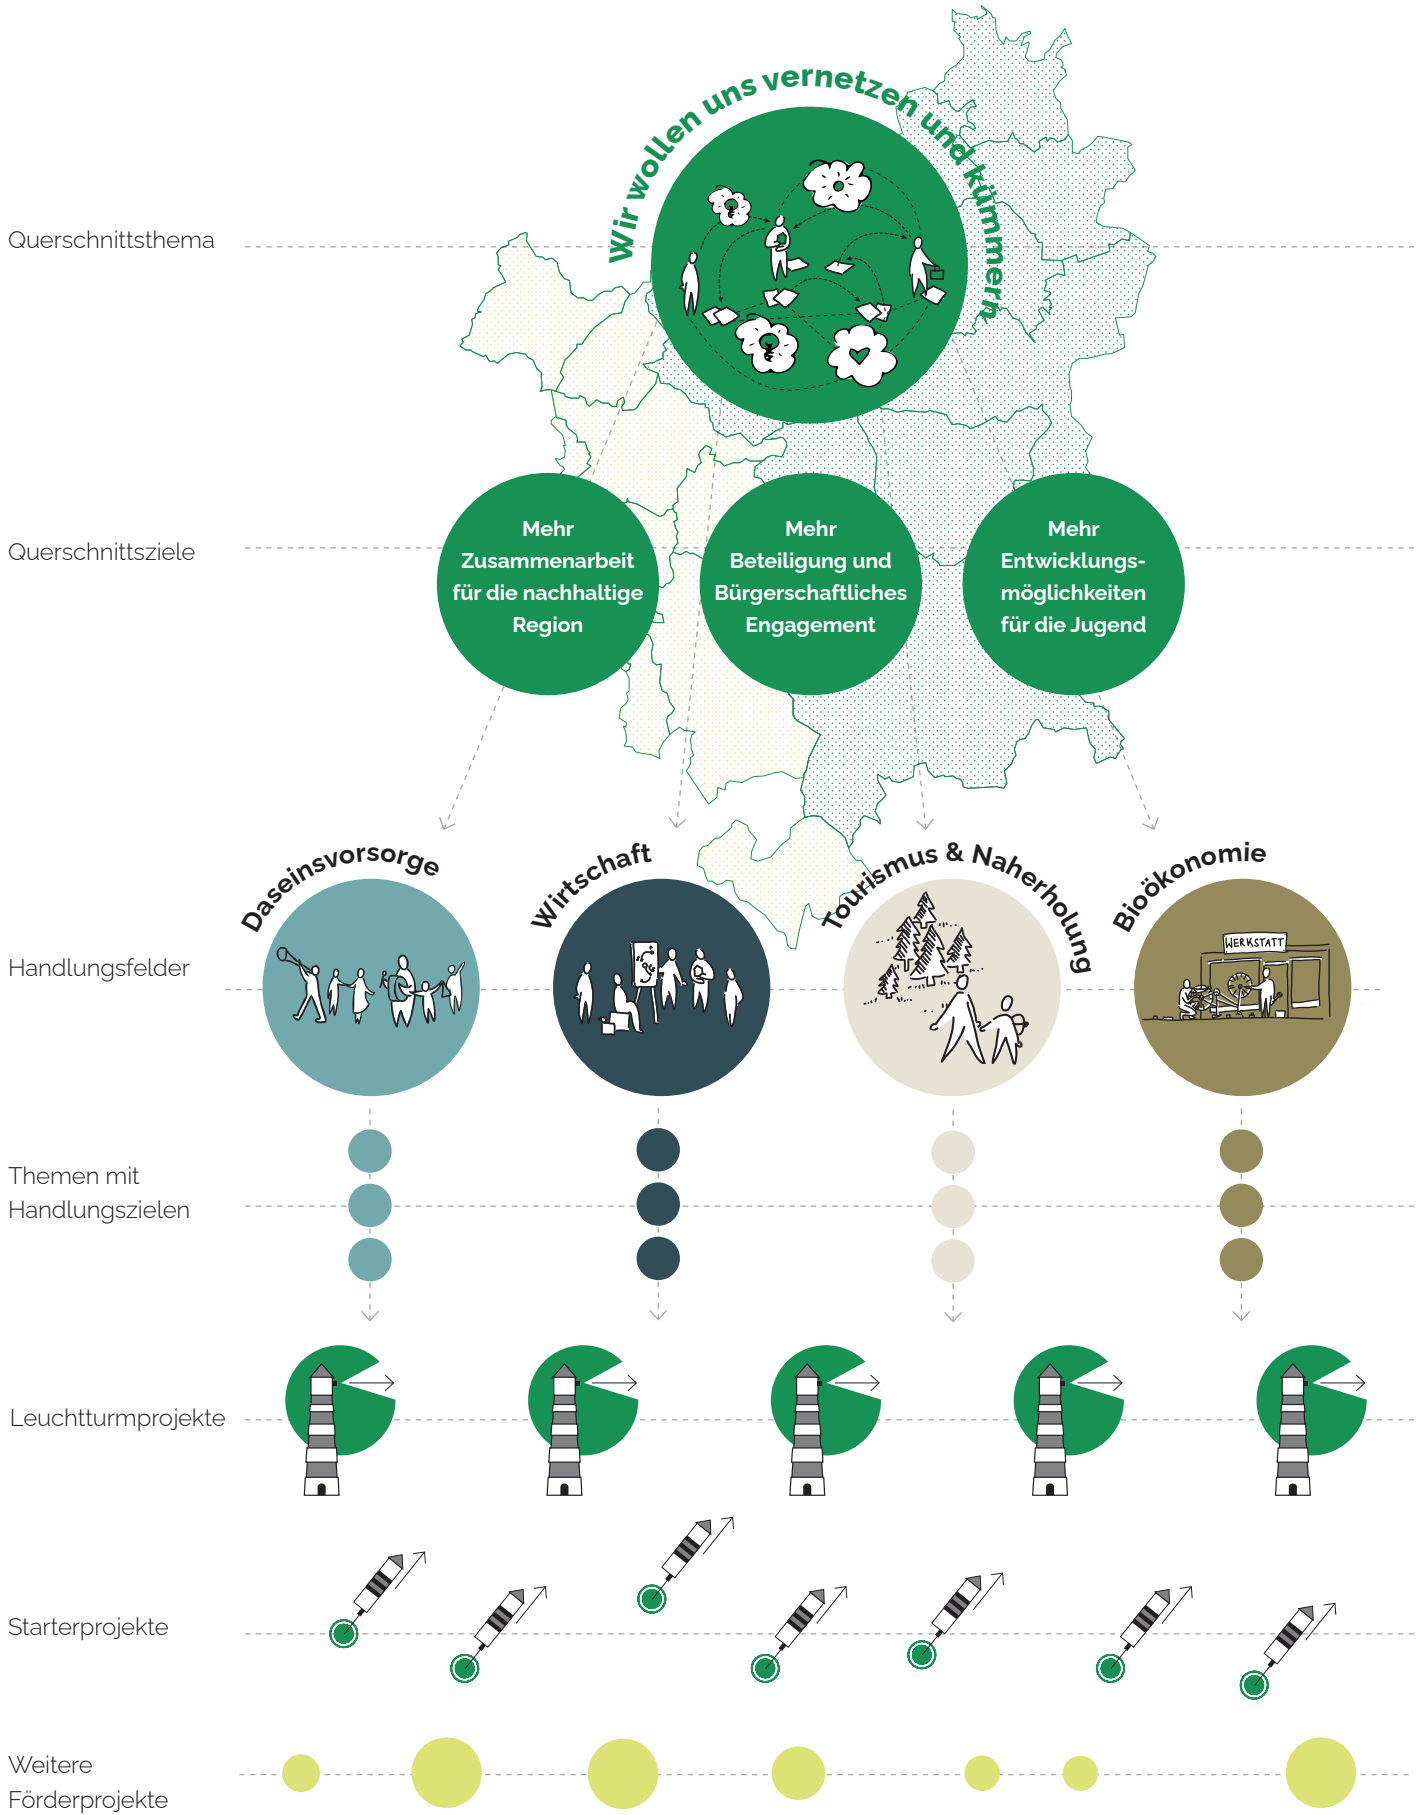 Wir wollen uns vernetzen und kümmern
Querschnittsthema
Querschnittsziele
Mehr
Zusammenarbeit
für die nachhaltige
Region
Mehr
Beteiligung und
Bürgerschaftliches
Engagement
Mehr
Entwicklungs-
möglichkeiten
für die Jugend
Daseinsvorsorge
Wirtschaft
Tourismus & Naherholung
Bioökonomie
Handlungsfelder
WERKSTATT
Themen mit
Handlungszielen
Leuchtturmprojekte
Starterprojekte
Weitere
Förderprojekte